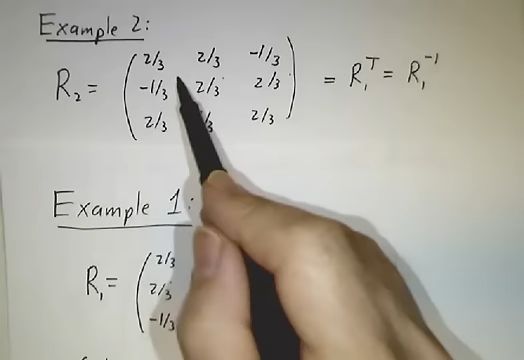 Example 2:
2/3 2/3 -1/3
R₂ = -1/3 2/3 2/3 = R₁ᵀ = R₁⁻¹
2/3 2/3
Example 1:
2/3
R₁ = 2/3
-1/3